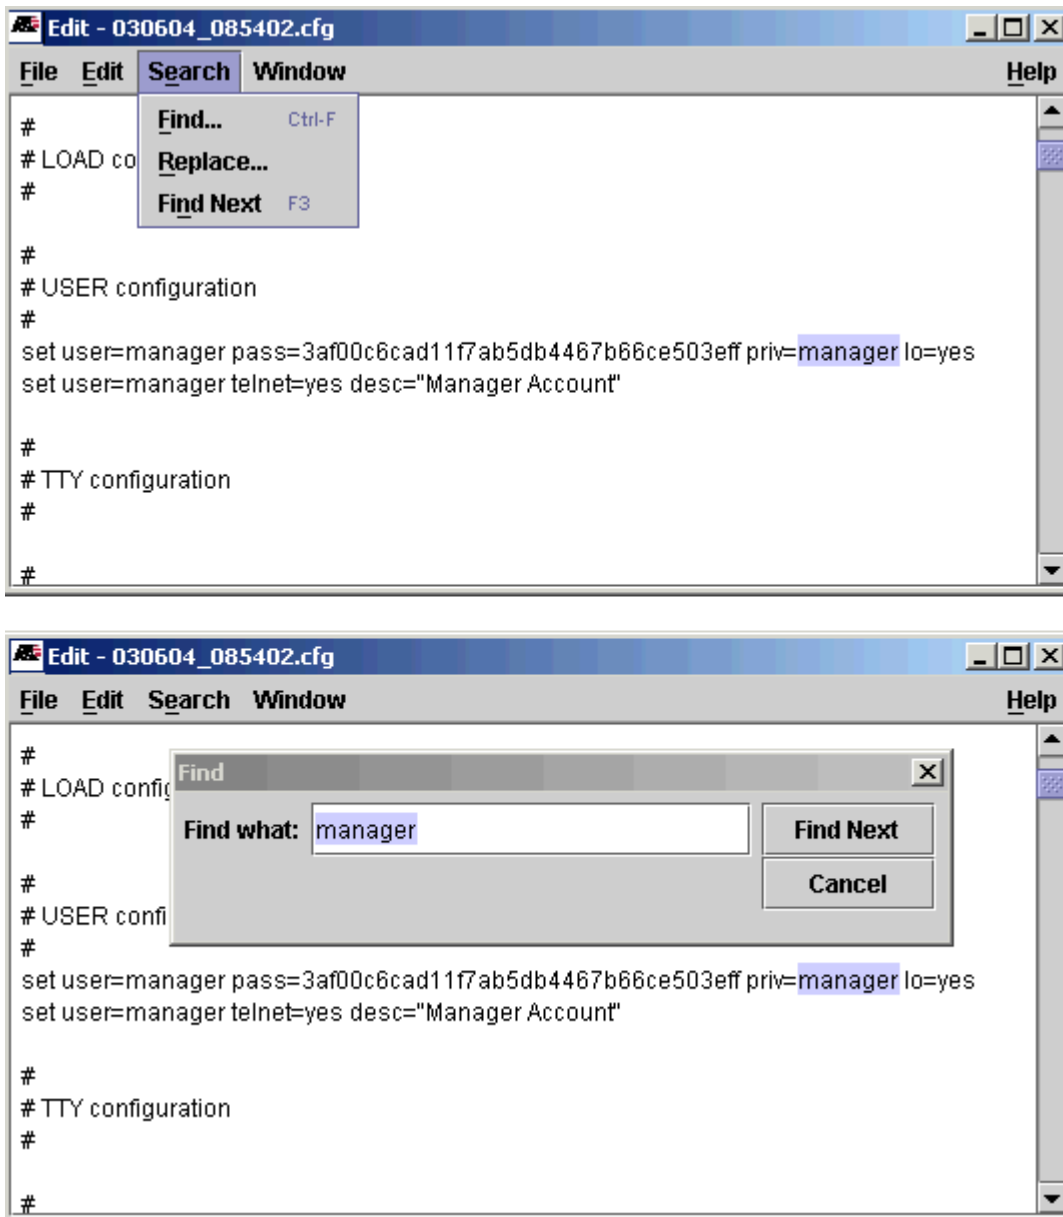 Edit - 030604_085402.cfg
File Edit Search Window Help
Find... Ctrl-F
Replace...
Find Next F3
#
# LOAD co
#
#
# USER configuration
#
set user=manager pass=3af00c6cad11f7ab5db4467b66ce503eff priv=manager lo=yes
set user=manager telnet=yes desc="Manager Account"
#
# TTY configuration
#
#
Edit - 030604_085402.cfg
File Edit Search Window Help
#
# LOAD config
#
Find
Find what: manager Find Next
Cancel
#
# USER confi
#
set user=manager pass=3af00c6cad11f7ab5db4467b66ce503eff priv=manager lo=yes
set user=manager telnet=yes desc="Manager Account"
#
# TTY configuration
#
#